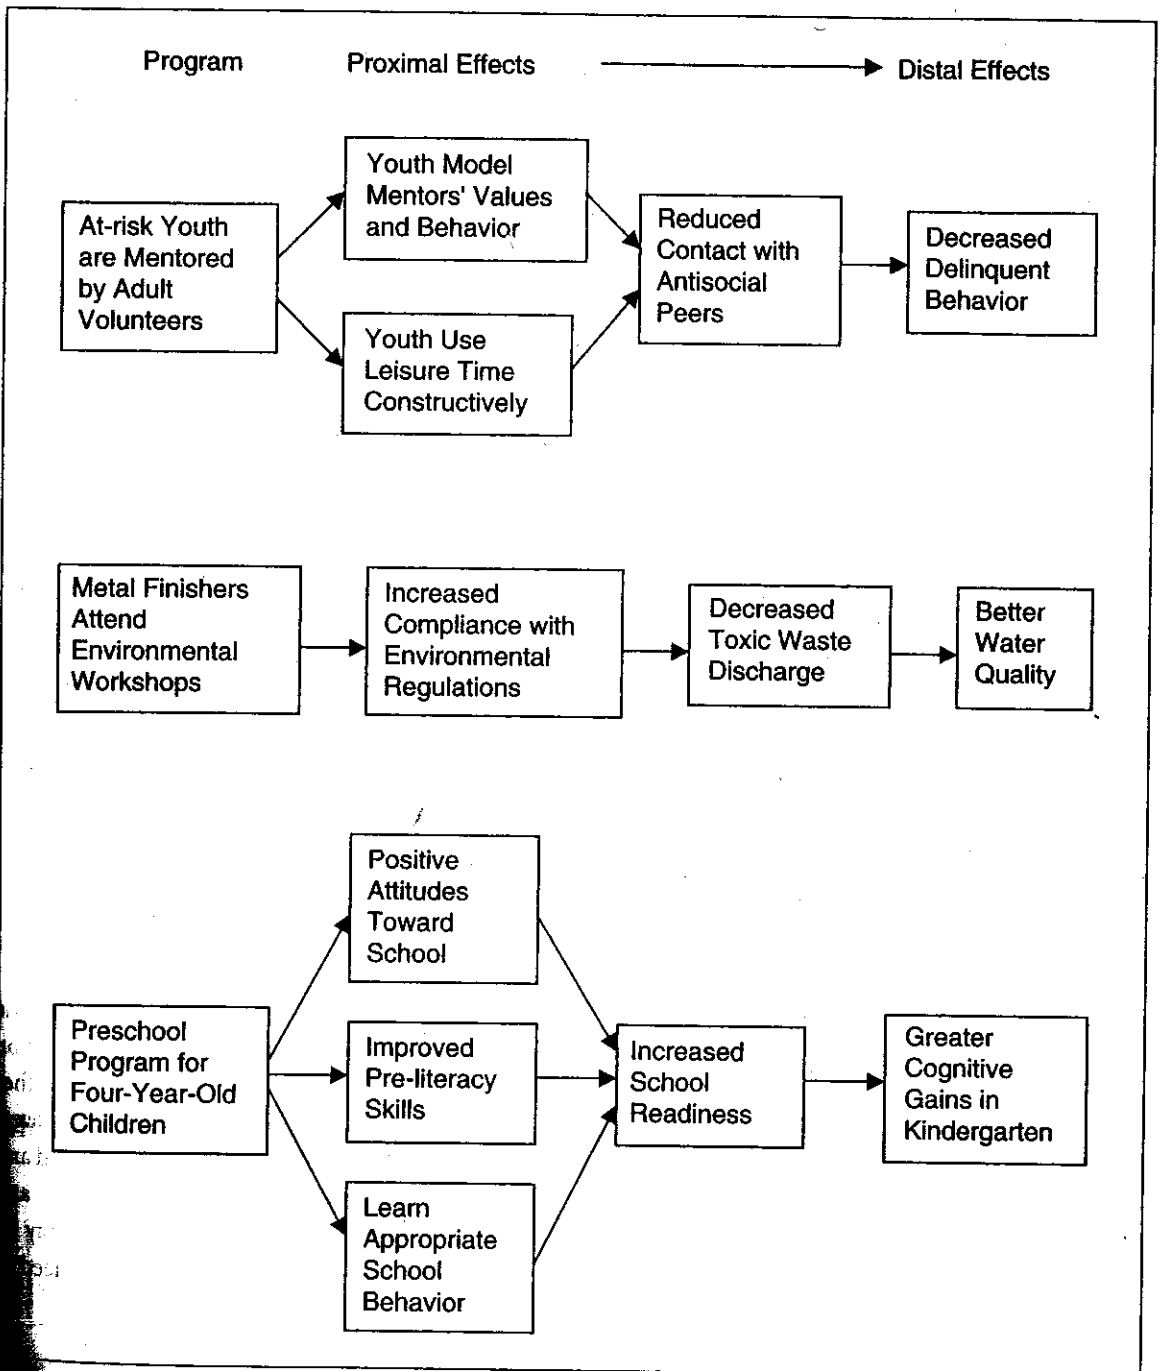 Program
Proximal Effects
Distal Effects
Youth Model
Mentors' Values
and Behavior
At-risk Youth
are Mentored
by Adult
Volunteers
Reduced
Contact with
Antisocial
Peers
Decreased
Delinquent
Behavior
Youth Use
Leisure Time
Constructively
Metal Finishers
Attend
Environmental
Workshops
Increased
Compliance with
Environmental
Regulations
Decreased
Toxic Waste
Discharge
Better
Water
Quality
Positive
Attitudes
Toward
School
Preschool
Program for
Four-Year-Old
Children
Improved
Pre-literacy
Skills
Increased
School
Readiness
Greater
Cognitive
Gains in
Kindergarten
Learn
Appropriate
School
Behavior